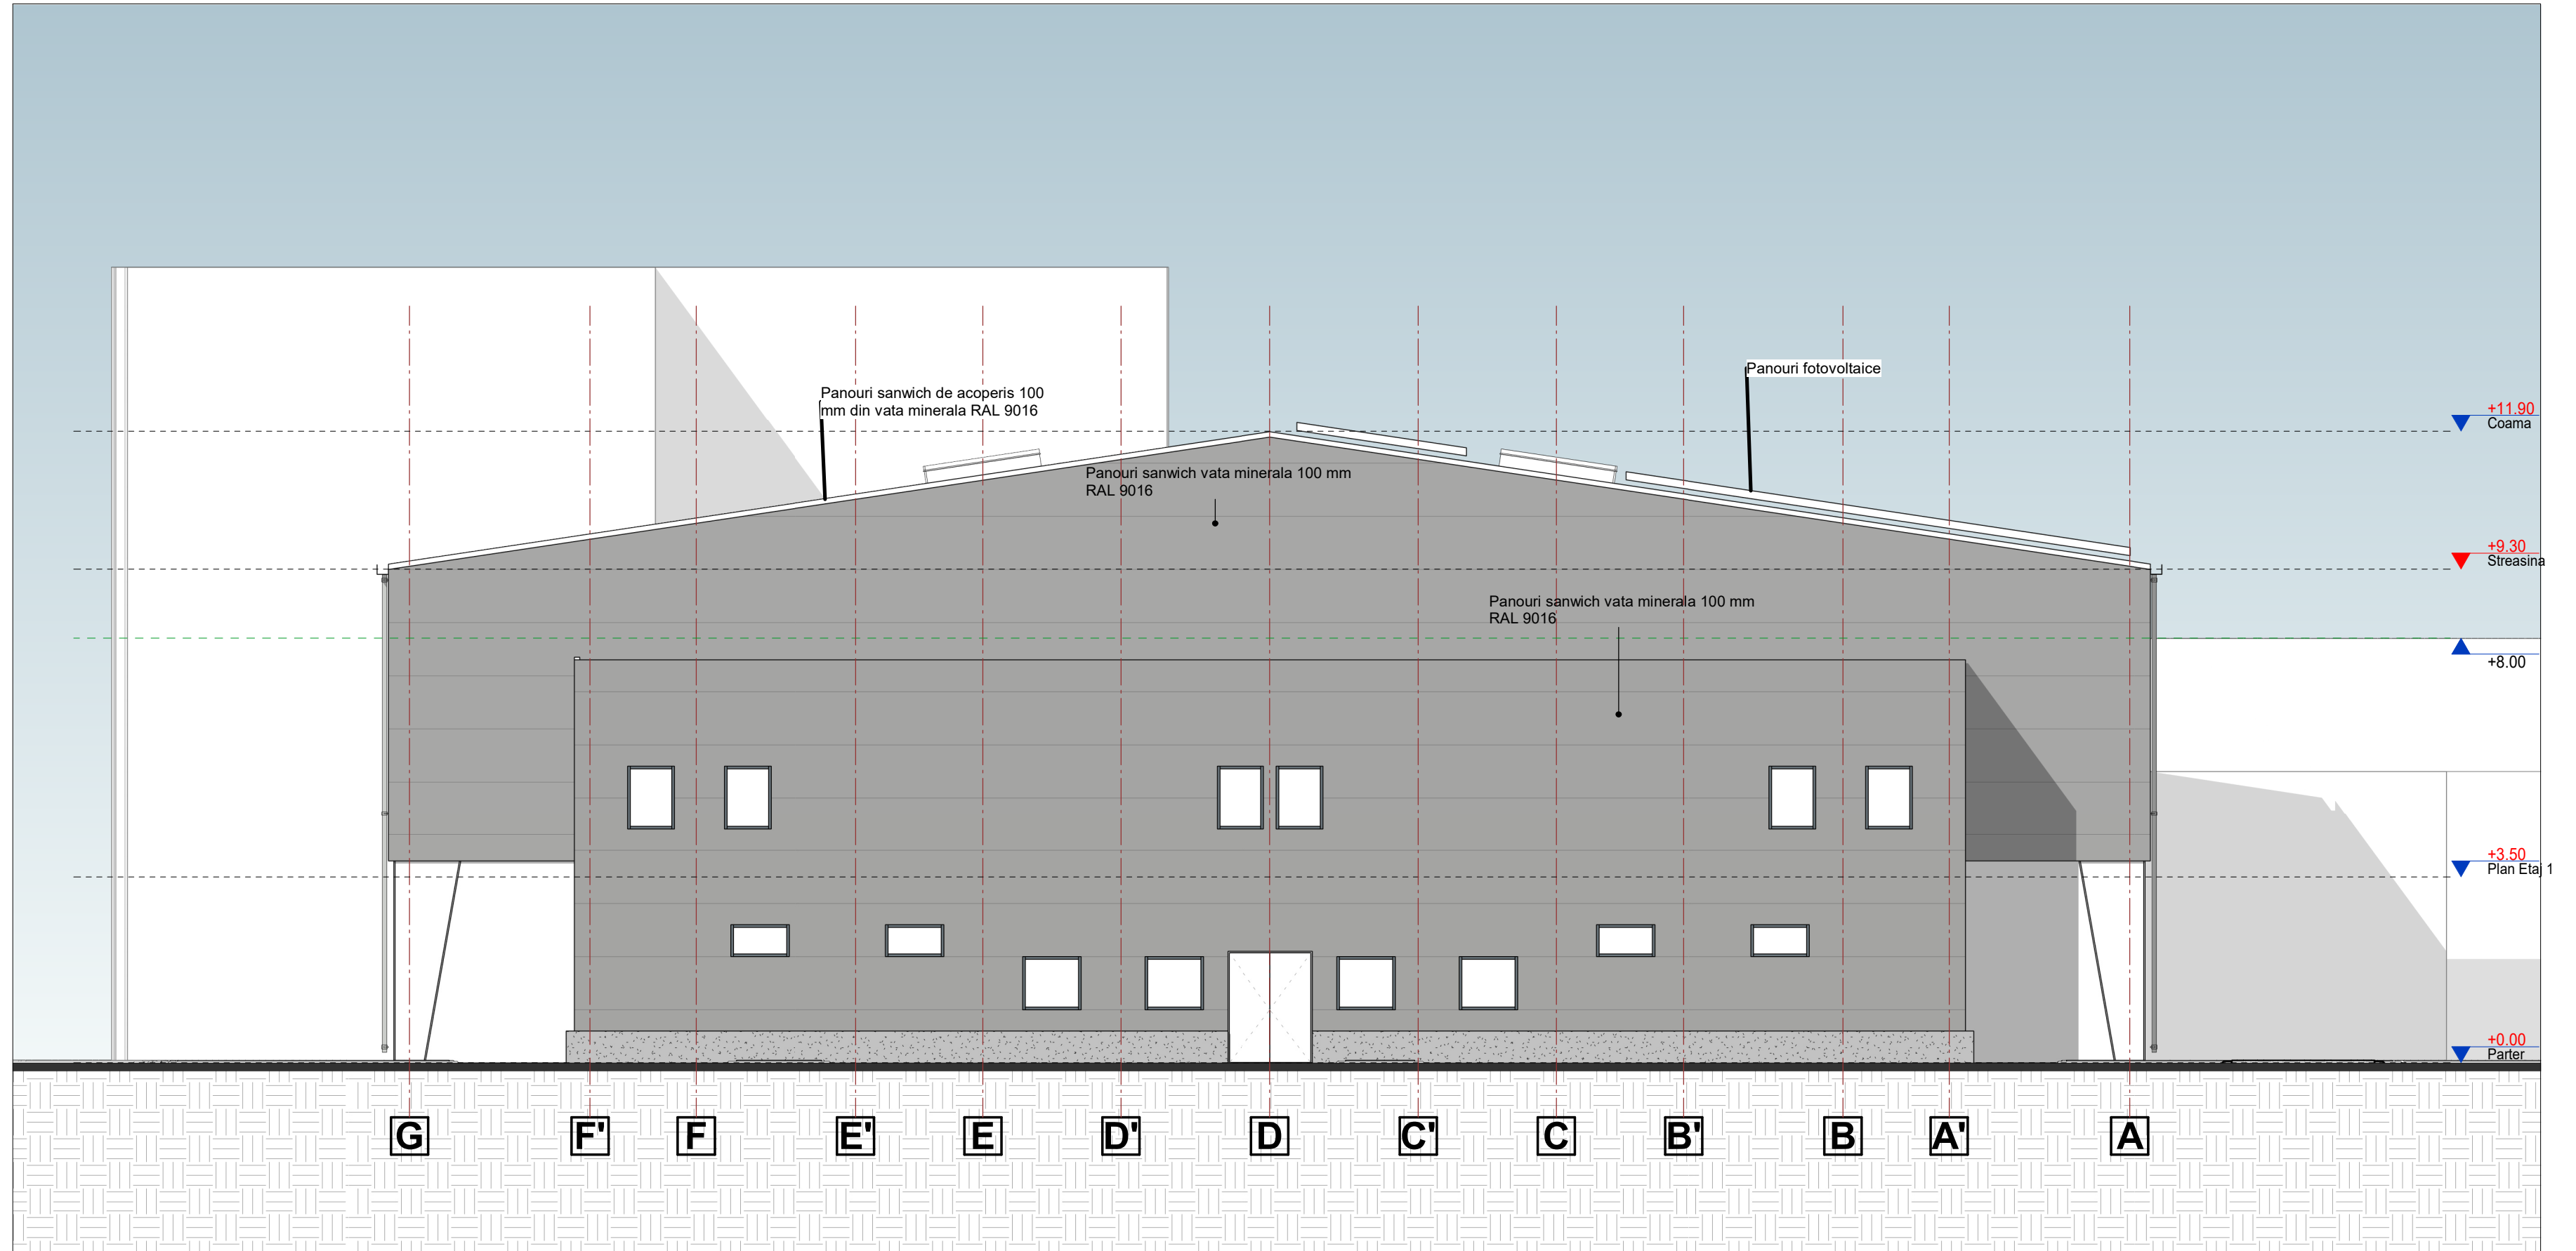 Panouri fotovoltaice
Panouri sanwich de acoperis 100
mm din vata minerala RAL 9016
+11.90
Coama
Panouri sanwich vata minerala 100 mm
RAL 9016
+9.30
Streasina
Panouri sanwich vata minerala 100 mm
RAL 9016
+8.00
+3.50
Plan Etaj 1
+0.00
Parter
G F' F E' E D' D C' C B' B A' A